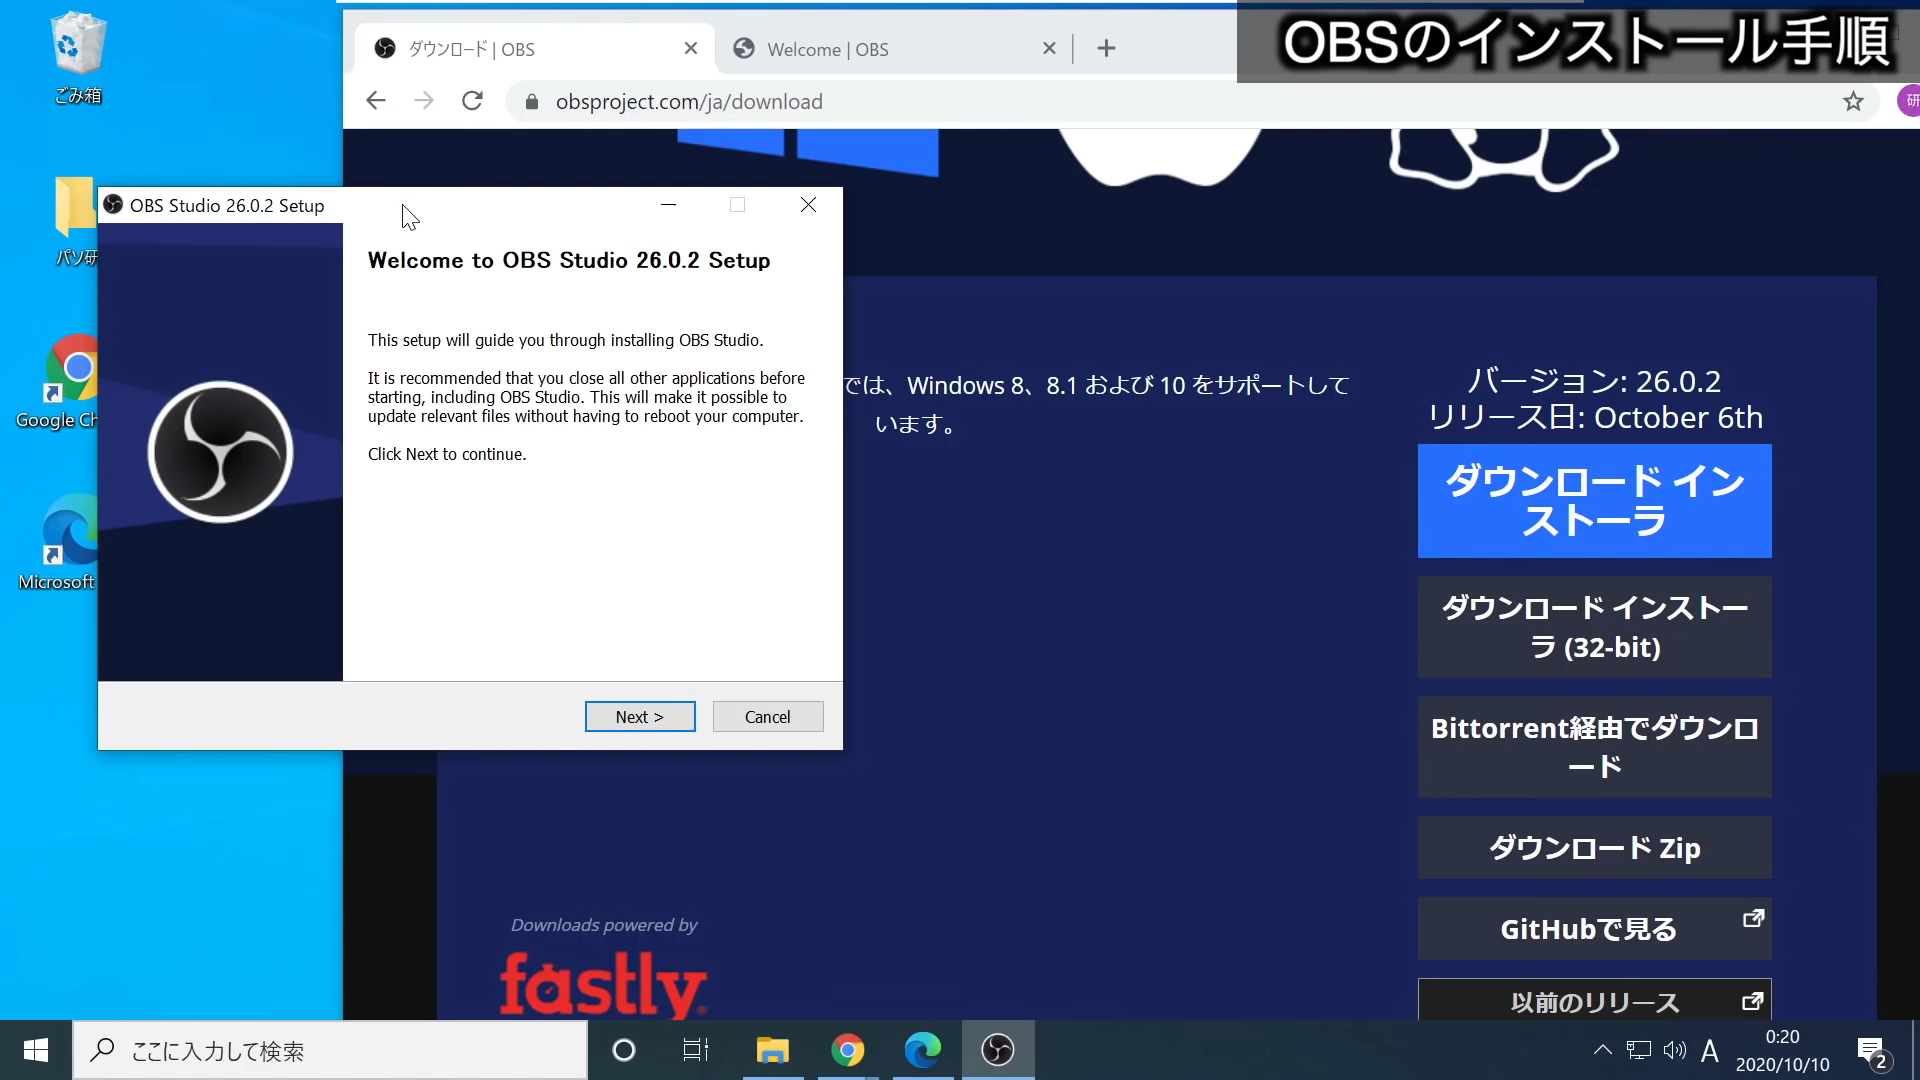 OBSのインストール手順
ダウンロード | OBS
Welcome | OBS
obsproject.com/ja/download
研
ごみ箱
パソ研
Google Ch
Microsoft
OBS Studio 26.0.2 Setup
Welcome to OBS Studio 26.0.2 Setup
This setup will guide you through installing OBS Studio.
It is recommended that you close all other applications before
starting, including OBS Studio. This will make it possible to
update relevant files without having to reboot your computer.
Click Next to continue.
Next >
Cancel
では、Windows 8、8.1 および 10 をサポートして
います。
バージョン: 26.0.2
リリース日: October 6th
ダウンロード イン
ストーラ
ダウンロード インストー
ラ (32-bit)
Bittorrent経由でダウンロ
ード
ダウンロード Zip
GitHubで見る
以前のリリース
Downloads powered by
fastly
ここに入力して検索
A
0:20
2020/10/10
2